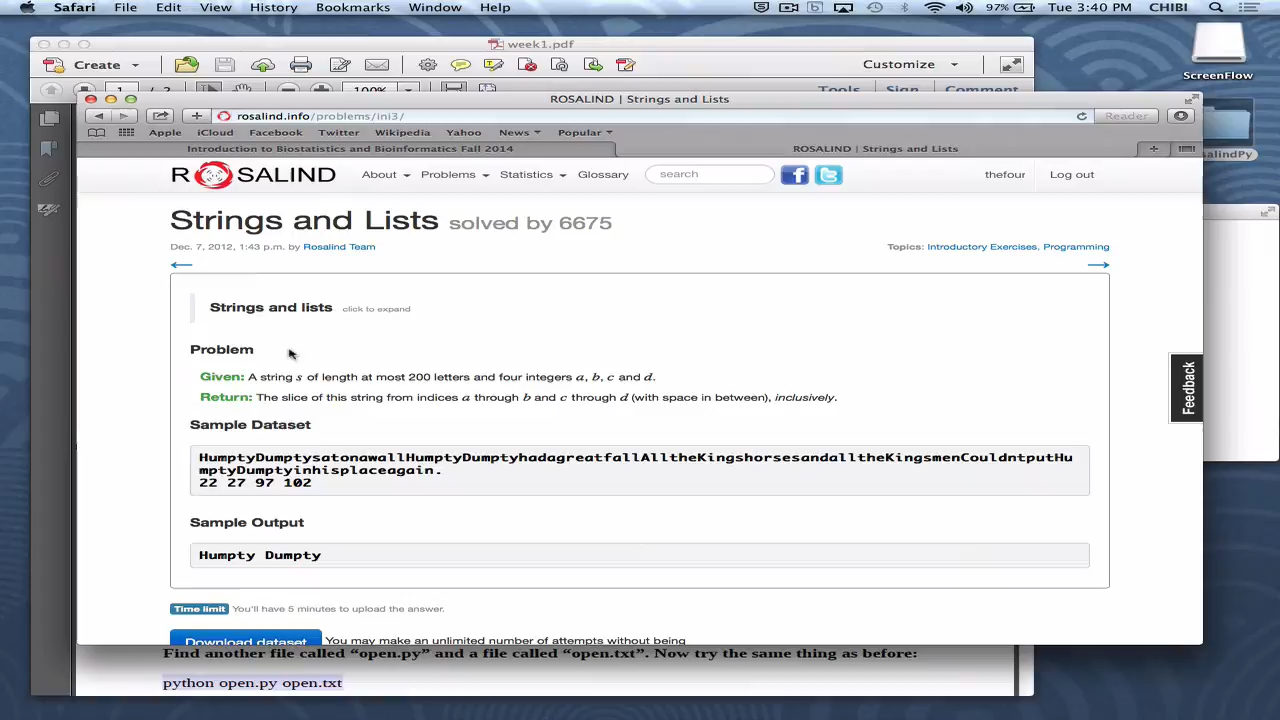 Safari File Edit View History Bookmarks Window Help 97% Tue 3:40 PM CHIBI
week1.pdf
ScreenFlow
Create Customize
1 / 2 100% Tools Sign Comment
ROSALIND | Strings and Lists
rosalind.info/problems/ini3/ Reader
Apple iCloud Facebook Twitter Wikipedia Yahoo News Popular
Introduction to Biostatistics and Bioinformatics Fall 2014 ROSALIND | Strings and Lists
salindPy
ROSALIND About Problems Statistics Glossary search f thefour Log out
Strings and Lists solved by 6675
Dec. 7, 2012, 1:43 p.m. by Rosalind Team Topics: Introductory Exercises, Programming
Strings and lists click to expand
Problem
Given: A string s of length at most 200 letters and four integers a, b, c and d.
Return: The slice of this string from indices a through b and c through d (with space in between), inclusively.
Feedback
Sample Dataset
HumptyDumptysatonawallHumptyDumptyhadagreatfallAlltheKingshorsesandalltheKingsmenCouldntputHu
mptyDumptyinhisplaceagain.
22 27 97 102
Sample Output
Humpty Dumpty
Time limit You'll have 5 minutes to upload the answer.
Download dataset You may make an unlimited number of attempts without being
Find another file called “open.py” and a file called “open.txt”. Now try the same thing as before:
python open.py open.txt